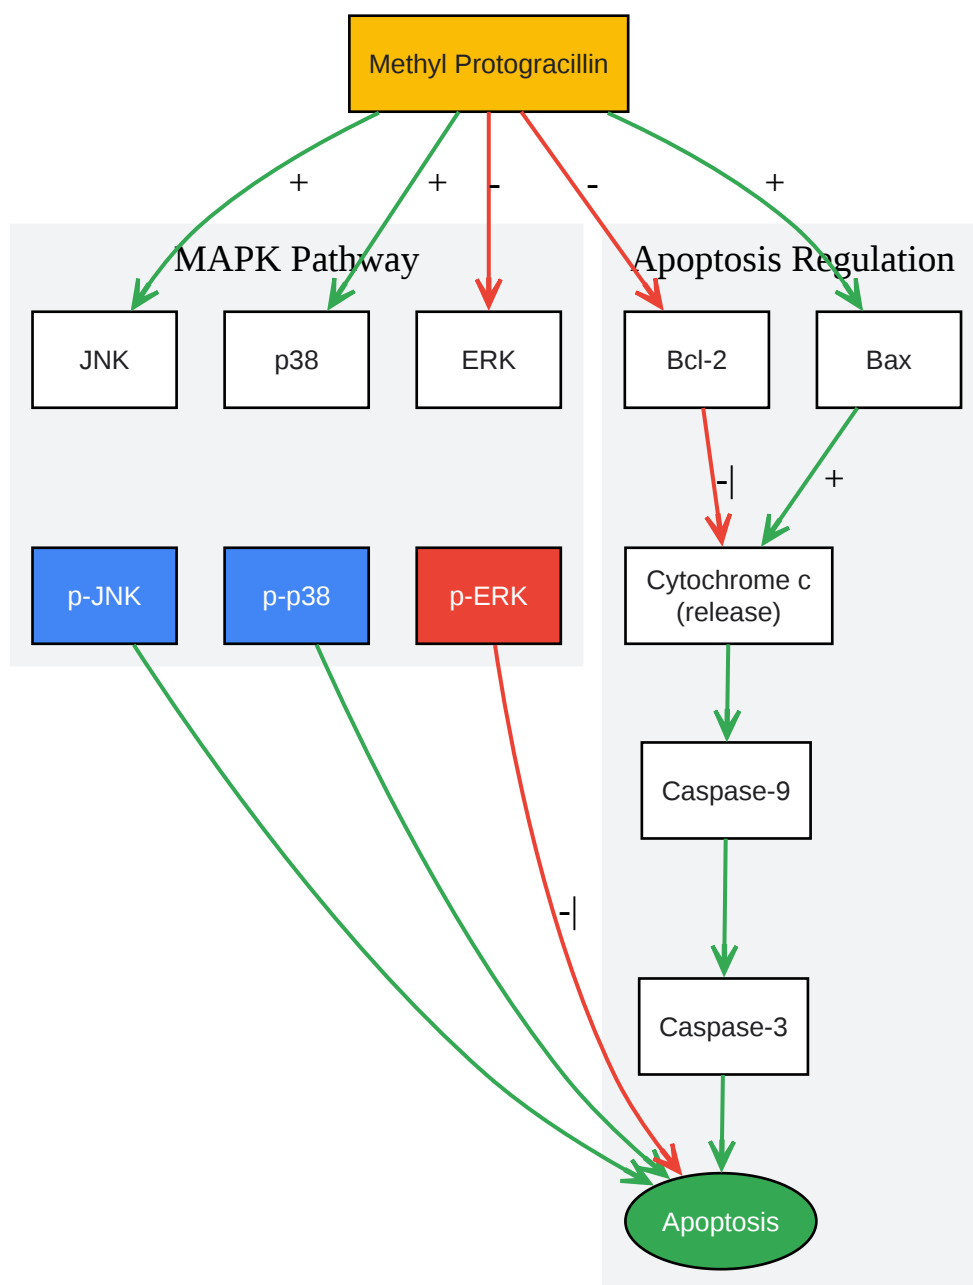 Methyl Protogracillin
+
+
-
-
+
MAPK Pathway
Apoptosis Regulation
JNK
p38
ERK
Bcl-2
Bax
-|
+
p-JNK
p-p38
p-ERK
Cytochrome c
(release)
Caspase-9
-|
Caspase-3
Apoptosis